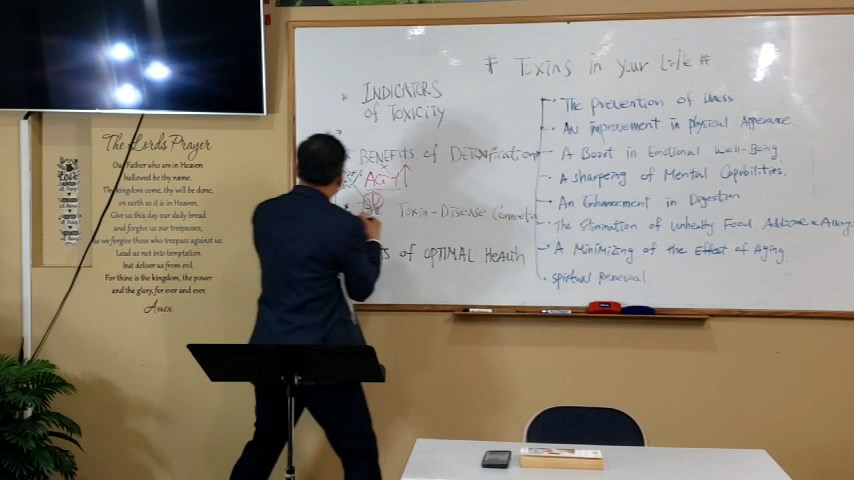 The Lords Prayer
Our Father who are in Heaven
hallowed be thy name.
Thy kingdom come, thy will be done,
on earth as it is in Heaven.
Give us this day our daily bread
and forgive us our trespasses,
as we forgive those who trespass against us.
Lead us not into temptation
but deliver us from evil.
For thine is the kingdom, the power
and the glory, for ever and ever.
Amen
# Toxins in your Life #
* INDICATORS
of TOXICITY
BENEFITS of DETOXification
AGE
Toxin-Disease
of OPTIMAL HEALTH
· The prevention of illness.
· An improvement in physical
· A Boost in Emotional Well-Being
· A sharpening of Mental Capabilities.
· An Enhancement in Digestion
· The Elimination of Food
· A Minimizing of the Effect of Aging.
· Renewal.